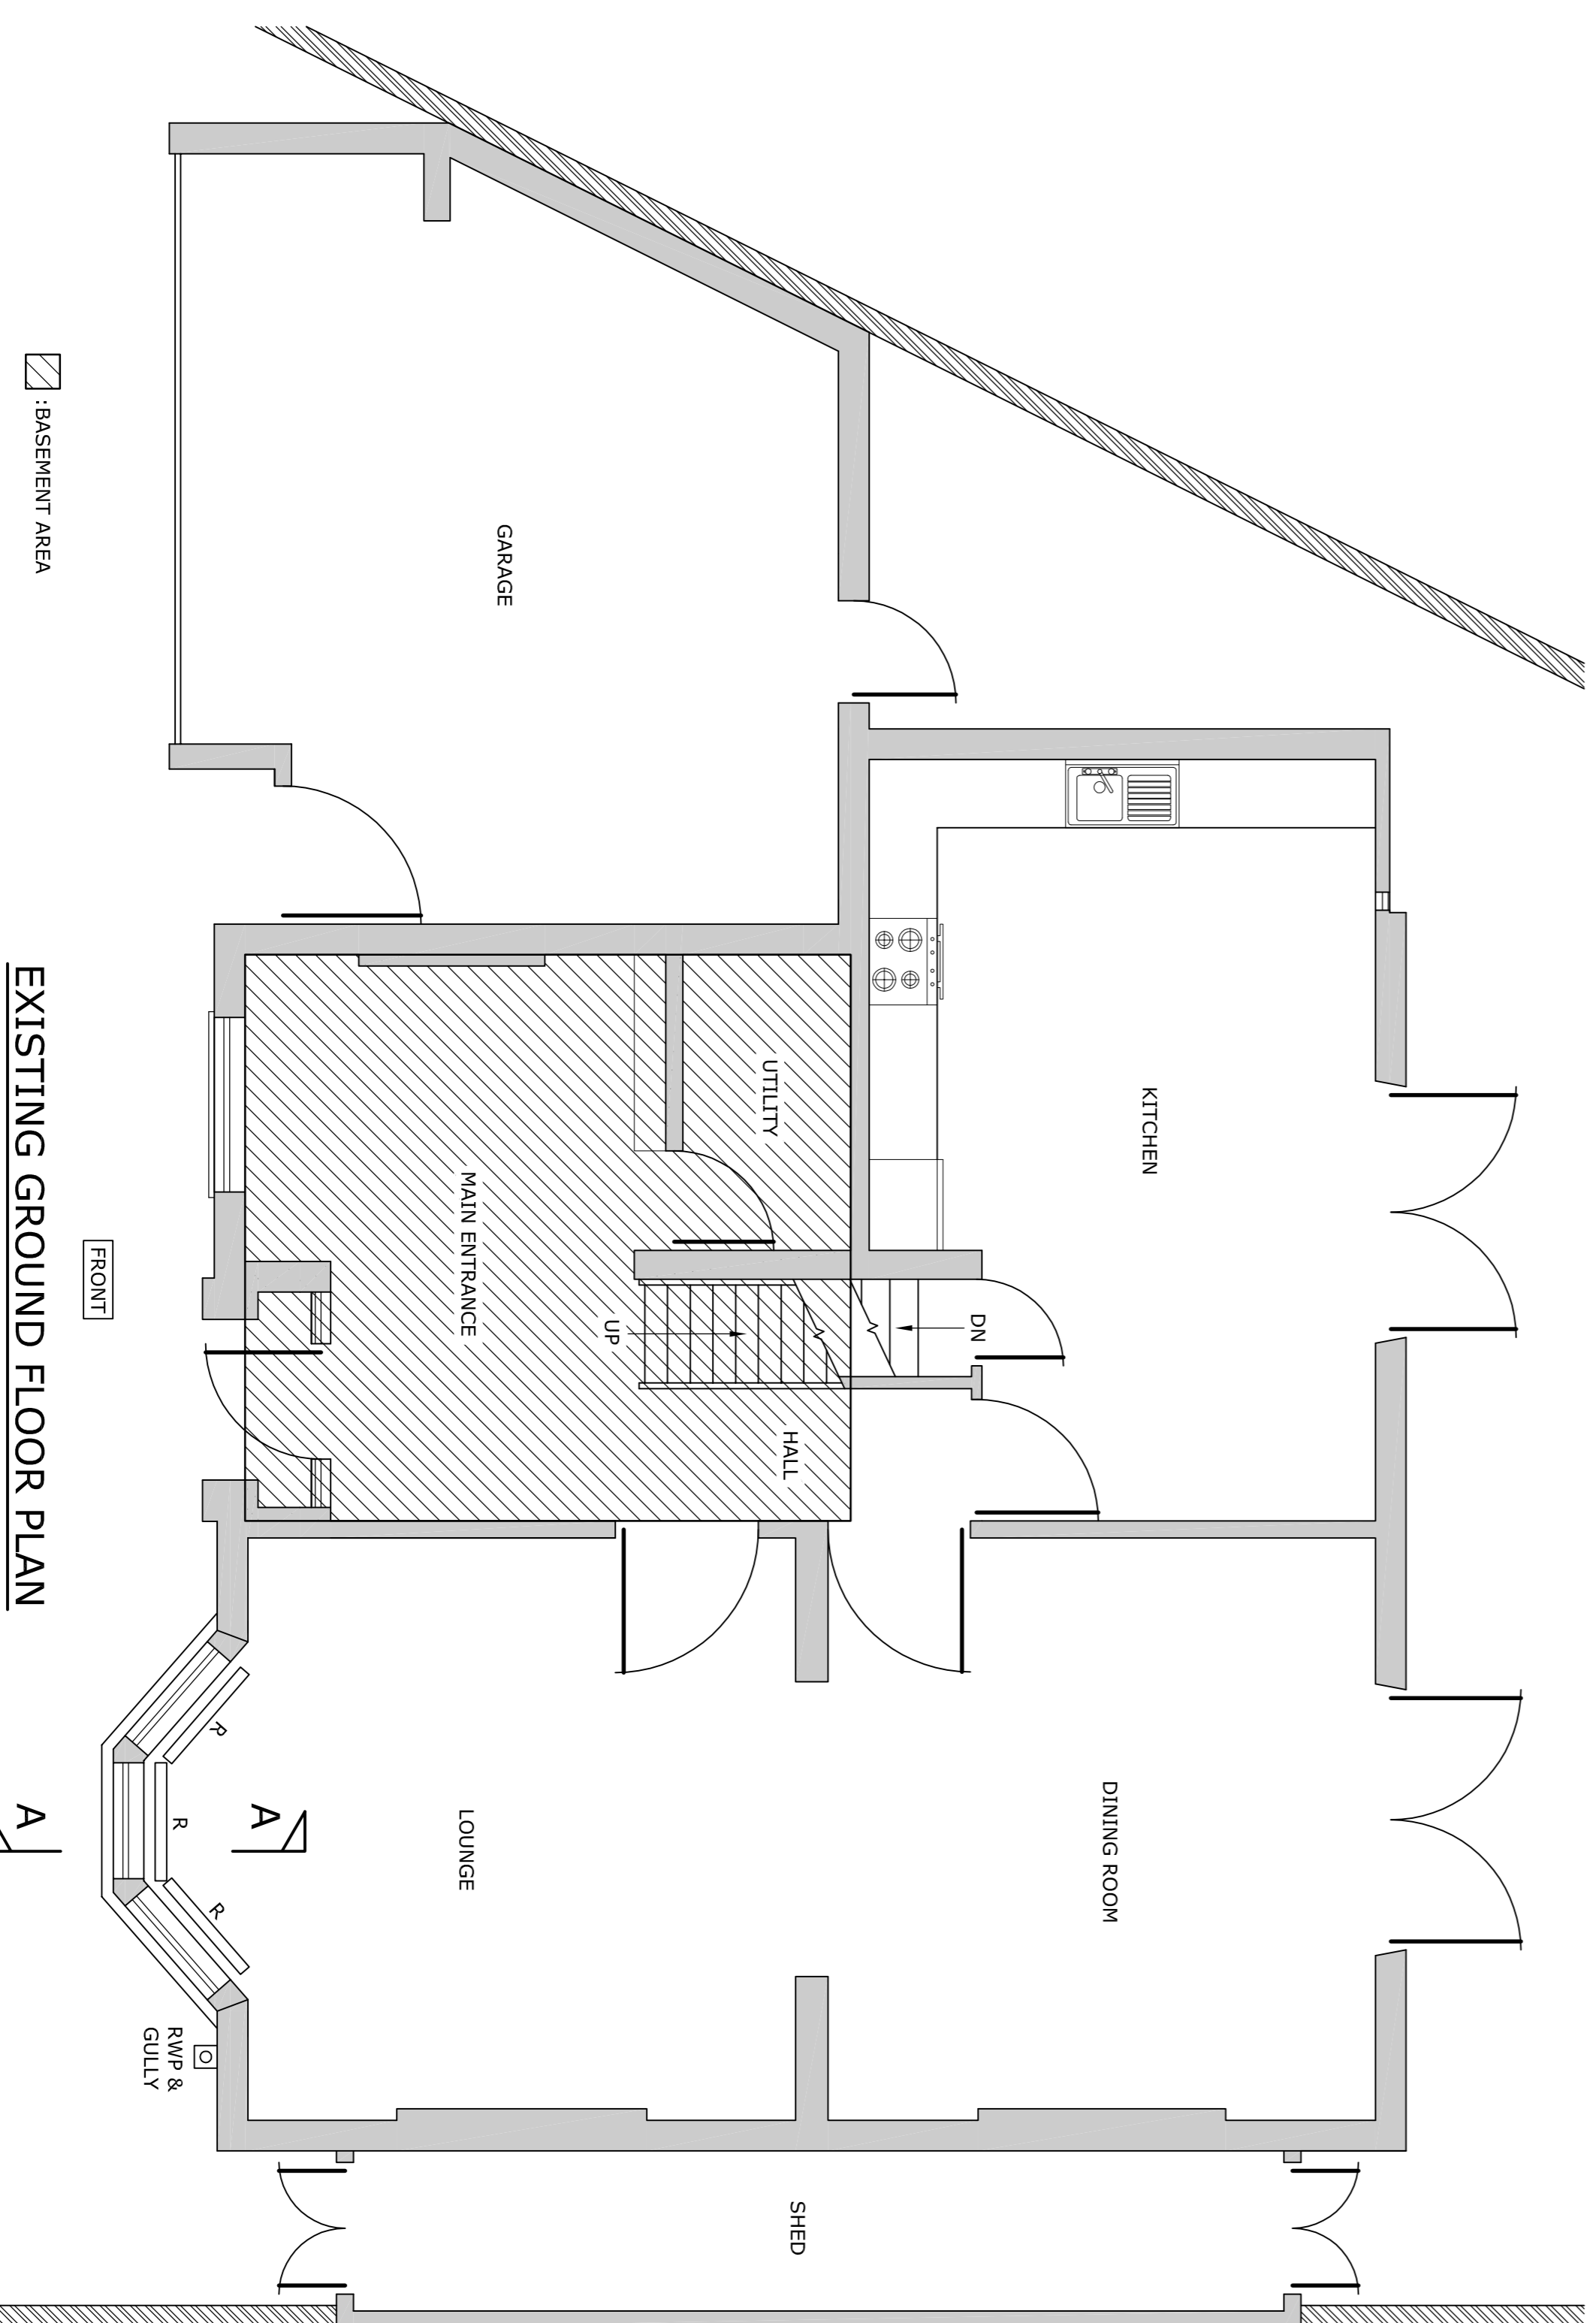 GARAGE
KITCHEN
UTILITY
MAIN ENTRANCE
UP
DN
HALL
DINING ROOM
LOUNGE
R
R
R
A
A
RWP &
GULLY
SHED
FRONT
:BASEMENT AREA
EXISTING GROUND FLOOR PLAN